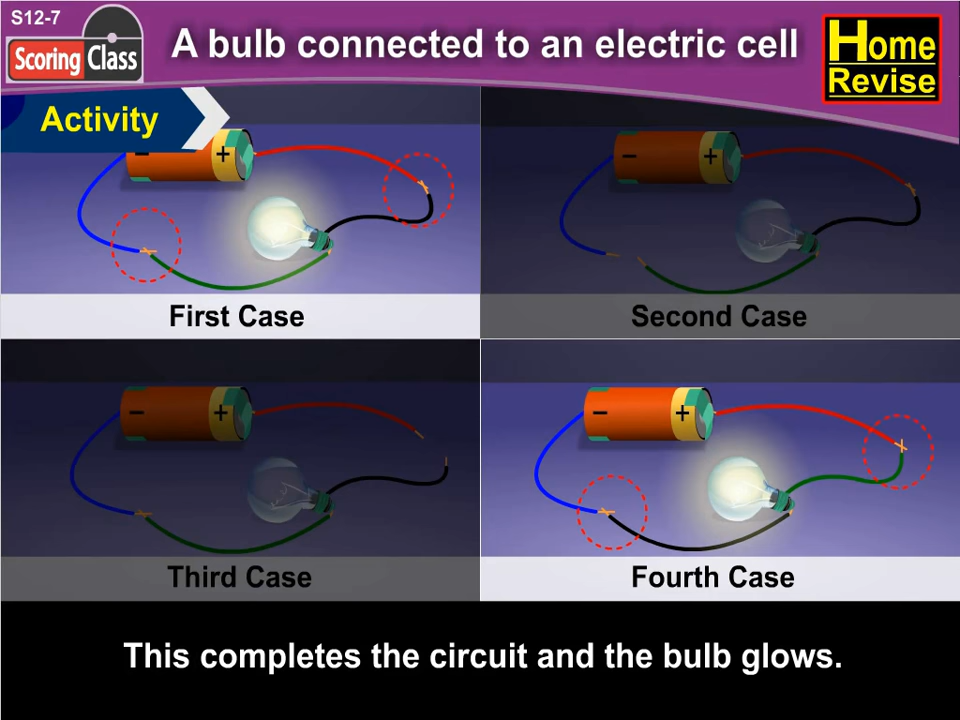 S12-7
Scoring Class
A bulb connected to an electric cell
Home
Revise
Activity
− +
− +
First Case
Second Case
− +
− +
Third Case
Fourth Case
This completes the circuit and the bulb glows.